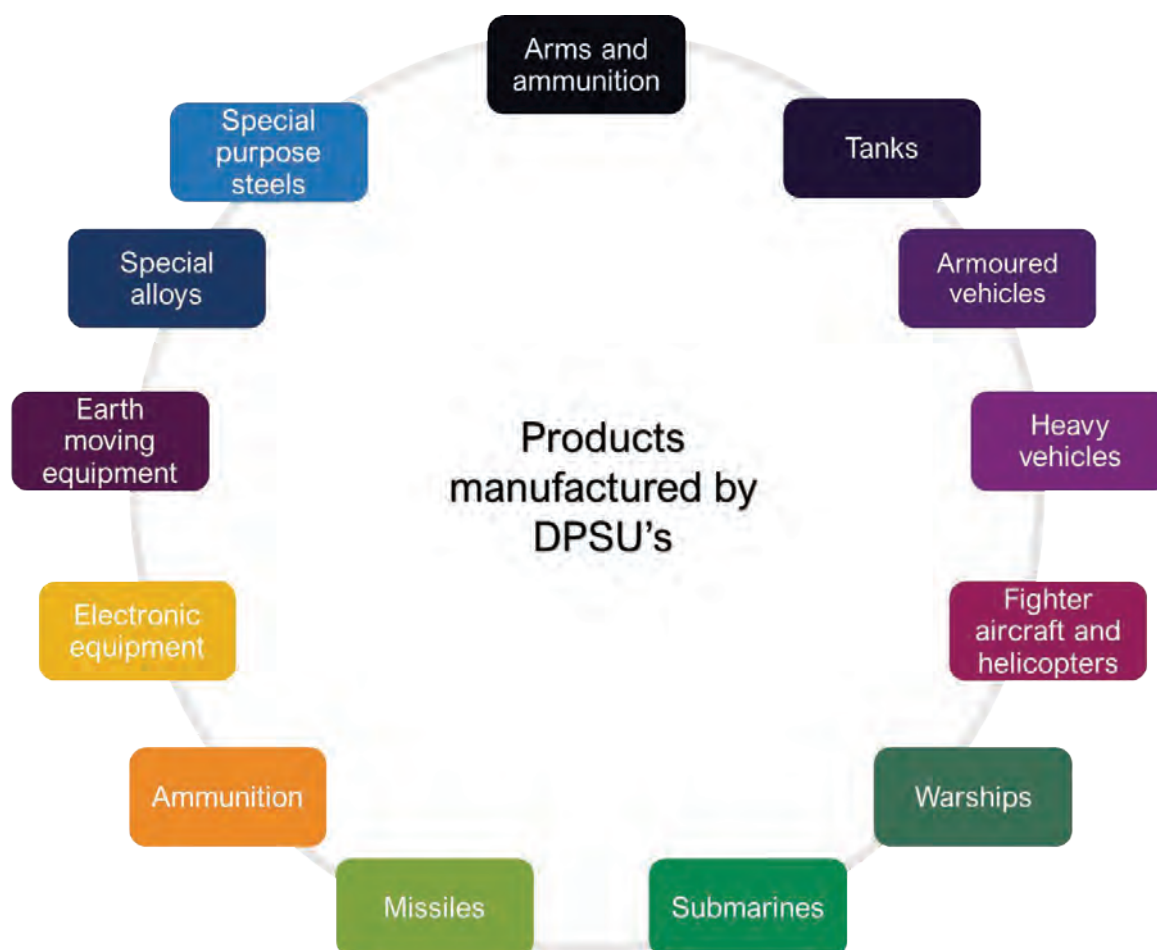 Arms and
ammunition
Tanks
Armoured
vehicles
Heavy
vehicles
Fighter
aircraft and
helicopters
Warships
Submarines
Missiles
Ammunition
Electronic
equipment
Earth
moving
equipment
Special
alloys
Special
purpose
steels
Products
manufactured by
DPSU's